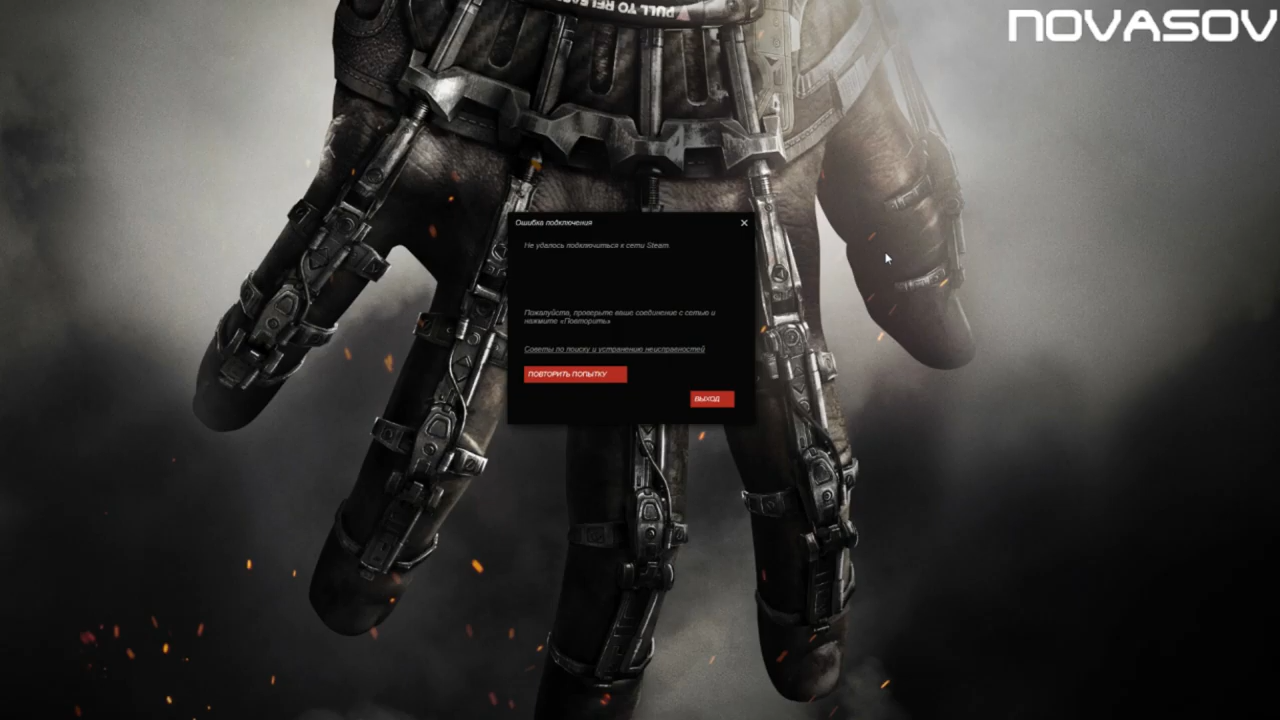 PULL TO RELEASE
NOVASOV
Ошибка подключения
Не удалось подключиться к сети Steam.
Пожалуйста, проверьте ваше соединение с сетью и
нажмите «Повторить»
Советы по поиску и устранению неисправностей
ПОВТОРИТЬ ПОПЫТКУ
ВЫХОД